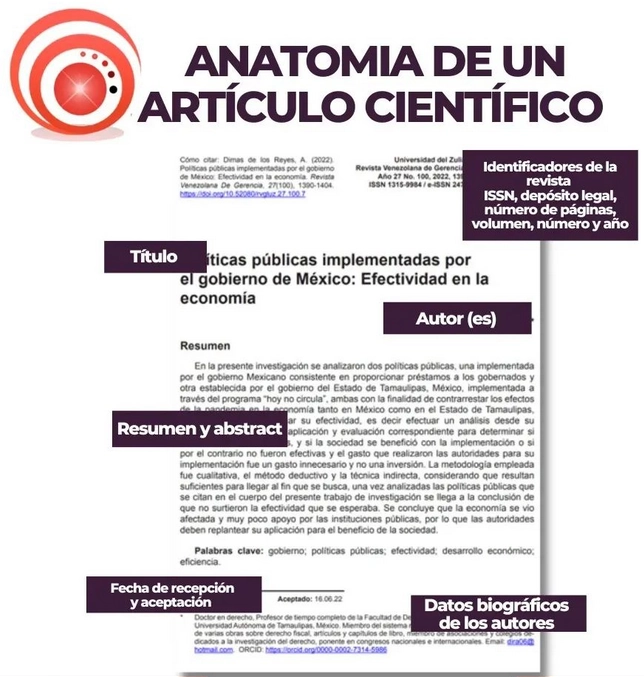 ANATOMIA DE UN
ARTÍCULO CIENTÍFICO
Cómo citar: Dimas de los Reyes, A. (2022).
Políticas públicas implementadas por el gobierno
de México: Efectividad en la economía. Revista
Venezolana De Gerencia, 27(100), 1390-1404.
https://doi.org/10.52080/rvgluz.27.100.7
Universidad del Zulia
Revista Venezolana de Gerencia
Año 27 No. 100, 2022,
ISSN 1315-9984 / e-ISSN
Identificadores de la
revista
ISSN, depósito legal,
número de páginas,
volumen, número y año
Título
íticas públicas implementadas por
el gobierno de México: Efectividad en la
economía
Autor (es)
Resumen
En la presente investigación se analizaron dos políticas públicas, una implementada
por el gobierno Mexicano consistente en proporcionar préstamos a los gobernados y
otra establecida por el gobierno del Estado de Tamaulipas, México, implementada a
través del programa “hoy no circula”, ambas con la finalidad de contrarrestar los efectos
de la pandemia en la economía tanto en México como en el Estado de Tamaulipas,
ar su efectividad, es decir efectuar un análisis desde su
Resumen y abstract
aplicación y evaluación correspondiente para determinar si
s, y si la sociedad se benefició con la implementación o si
por el contrario no fueron efectivas y el gasto que realizaron las autoridades para su
implementación fue un gasto innecesario y no una inversión. La metodología empleada
fue cualitativa, el método deductivo y la técnica indirecta, considerando que resultan
suficientes para llegar al fin que se busca, una vez analizadas las políticas públicas que
se citan en el cuerpo del presente trabajo de investigación se llega a la conclusión de
que no surtieron la efectividad que se esperaba. Se concluye que la economía se vio
afectada y muy poco apoyo por las instituciones públicas, por lo que las autoridades
deben replantear su aplicación para el beneficio de la sociedad.
Palabras clave: gobierno; políticas públicas; efectividad; desarrollo económico;
eficiencia.
Fecha de recepción
y aceptación
Aceptado: 16.06.22
Datos biográficos
de los autores
* Doctor en derecho, Profesor de tiempo completo de la Facultad de
Universidad Autónoma de Tamaulipas, México. Miembro del sistema
de varias obras sobre derecho fiscal, artículos y capítulos de libro, miembro de asociaciones y colegios de-
dicados a la investigación del derecho, ponente en congresos nacionales e internacionales. Email: dira06@
hotmail.com. ORCID: https://orcid.org/0000-0002-7314-5986